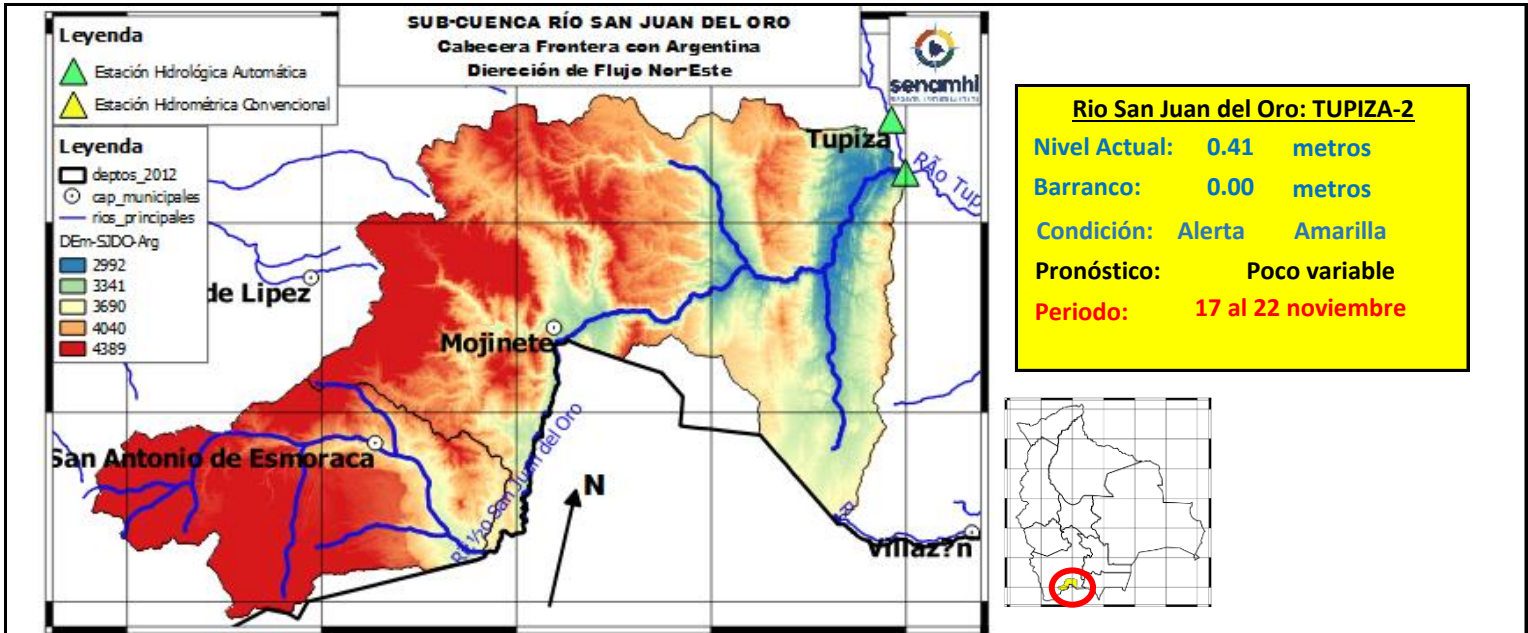 SUB-CUENCA RÍO SAN JUAN DEL ORO
Cabecera Frontera con Argentina
Diercción de Flujo Nor-Este
Leyenda
Estación Hidrológica Automática
Estación Hidrométrica Convencional
Leyenda
deptos_2012
cap_municipales
rios_principales
DEm-SJDO-Arg
2992
3341
3690
4040
4389
senamhi
Tupiza
RÃo Tup
de Lipez
Mojinete
San Antonio de Esmoraca
San Juan del Oro
N
Villaz?n
Rio San Juan del Oro: TUPIZA-2
Nivel Actual: 0.41 metros
Barranco: 0.00 metros
Condición: Alerta Amarilla
Pronóstico: Poco variable
Periodo: 17 al 22 noviembre